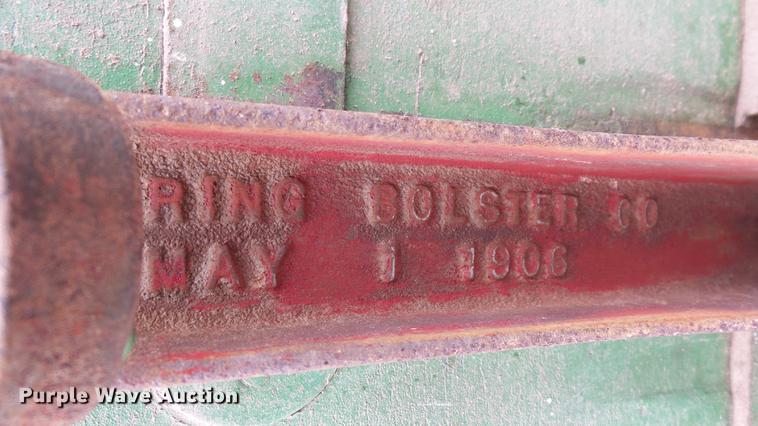 RING BOLSTER CO
MAY 1 1906
Purple Wave Auction